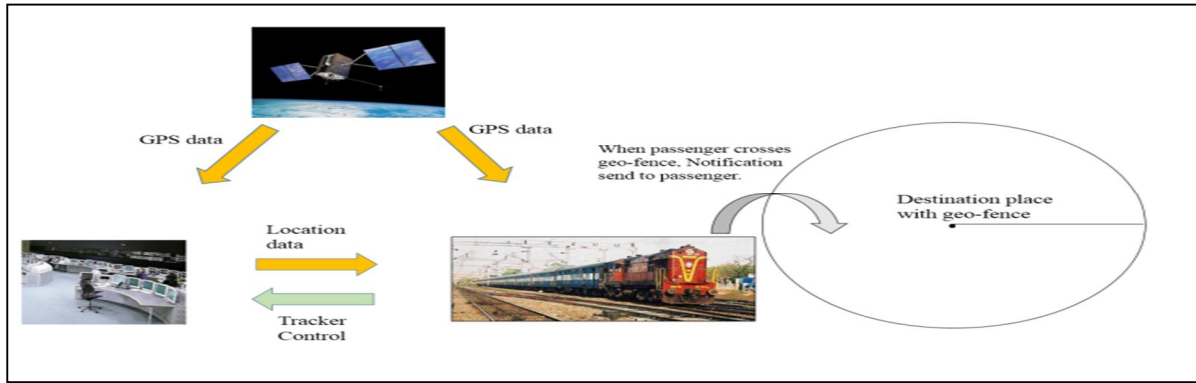 GPS data
GPS data
When passenger crosses
geo-fence, Notification
send to passenger.
Destination place
with geo-fence
Location
data
Tracker
Control